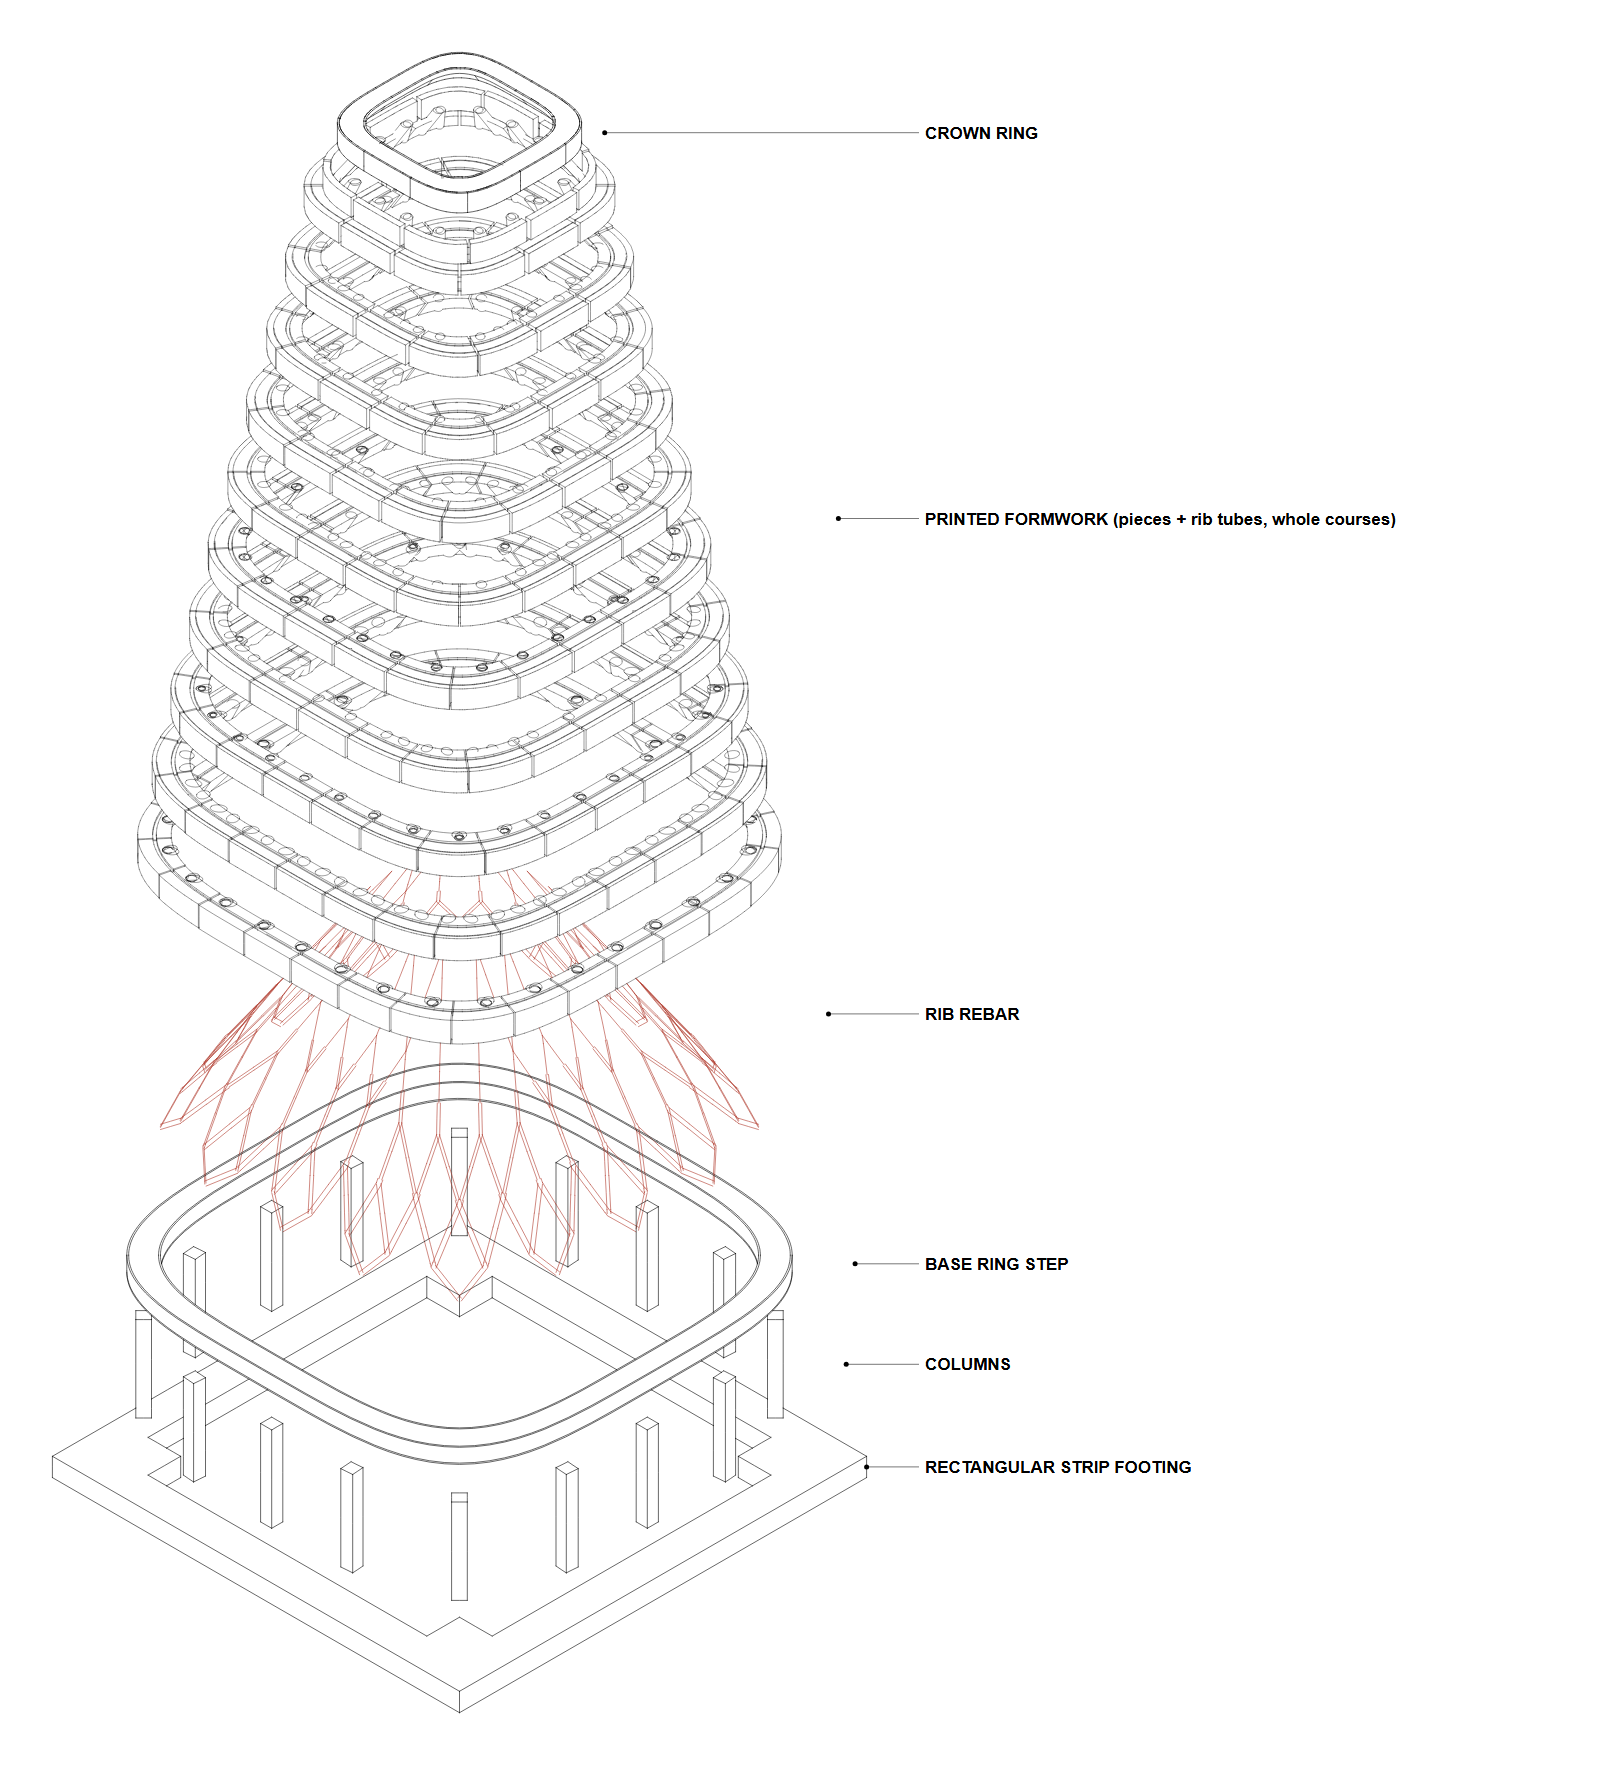 CROWN RING
PRINTED FORMWORK (pieces + rib tubes, whole courses)
RIB REBAR
BASE RING STEP
COLUMNS
RECTANGULAR STRIP FOOTING